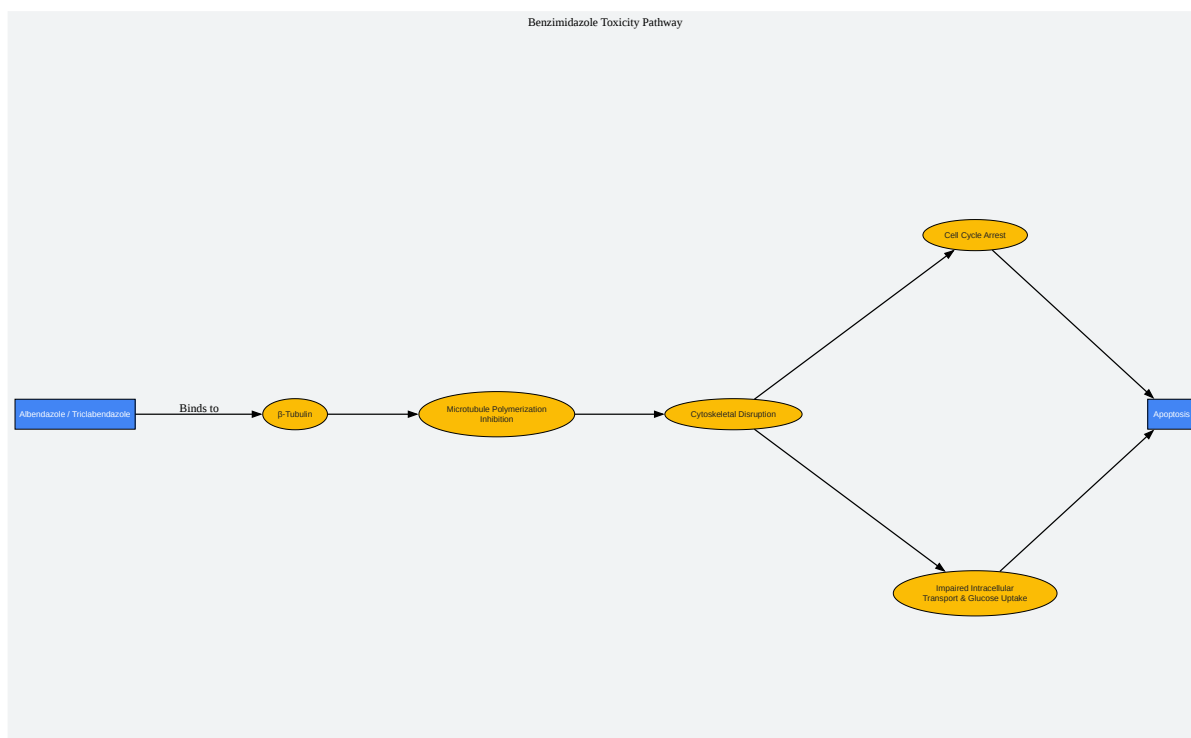 Benzimidazole Toxicity Pathway
Cell Cycle Arrest
Albendazole / Triclabendazole
Binds to
β-Tubulin
Microtubule Polymerization
Inhibition
Cytoskeletal Disruption
Apoptosis
Impaired Intracellular
Transport & Glucose Uptake